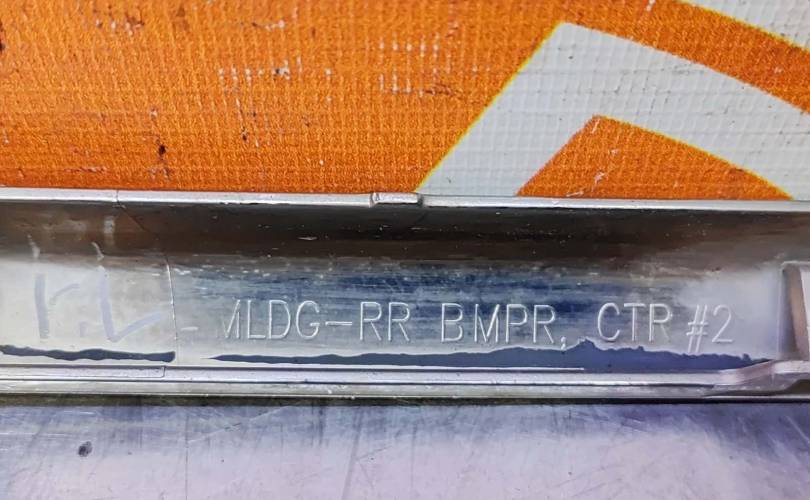 r.L - MLDG-RR BMPR, CTR #2